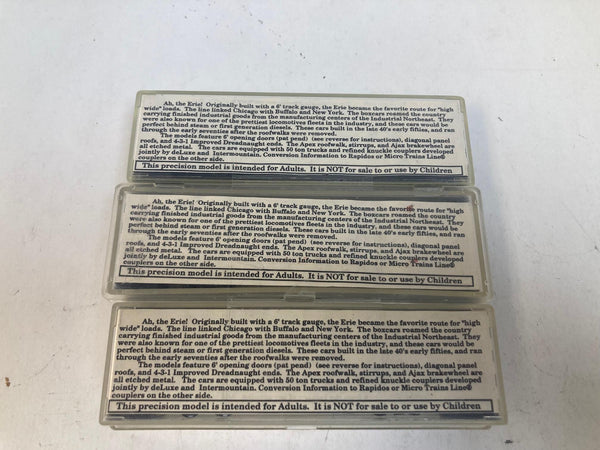 Ah, the Erie! Originally built with a 6' track gauge, the Erie became the favorite route for "high
wide" loads. The line linked Chicago with Buffalo and New York. The boxcars roamed the country
carrying finished industrial goods from the manufacturing centers of the Industrial Northeast. They
were also known for one of the prettiest locomotives fleets in the industry, and these cars would be
perfect behind steam or first generation diesels. These cars built in the late 40's early fifties, and ran
through the early seventies after the roofwalks were removed.
The models feature 6' opening doors (pat pend) (see reverse for instructions), diagonal panel
roofs, and 4-3-1 Improved Dreadnaught ends. The Apex roofwalk, stirrups, and Ajax brakewheel are
all etched metal. The cars are equipped with 50 ton trucks and refined knuckle couplers developed
jointly by deLuxe and Intermountain. Conversion Information to Rapidos or Micro Trains Line®
couplers on the other side.
This precision model is intended for Adults. It is NOT for sale to or use by Children
Ah, the Erie! Originally built with a 6' track gauge, the Erie became the favorite route for "high
wide" loads. The line linked Chicago with Buffalo and New York. The boxcars roamed the country
carrying finished industrial goods from the manufacturing centers of the Industrial Northeast. They
were also known for one of the prettiest locomotives fleets in the industry, and these cars would be
perfect behind steam or first generation diesels. These cars built in the late 40's early fifties, and ran
through the early seventies after the roofwalks were removed.
The models feature 6' opening doors (pat pend) (see reverse for instructions), diagonal panel
roofs, and 4-3-1 Improved Dreadnaught ends. The Apex roofwalk, stirrups, and Ajax brakewheel are
all etched metal. The cars are equipped with 50 ton trucks and refined knuckle couplers developed
jointly by deLuxe and Intermountain. Conversion Information to Rapidos or Micro Trains Line®
couplers on the other side.
This precision model is intended for Adults. It is NOT for sale to or use by Children
Ah, the Erie! Originally built with a 6' track gauge, the Erie became the favorite route for "high
wide" loads. The line linked Chicago with Buffalo and New York. The boxcars roamed the country
carrying finished industrial goods from the manufacturing centers of the Industrial Northeast. They
were also known for one of the prettiest locomotives fleets in the industry, and these cars would be
perfect behind steam or first generation diesels. These cars built in the late 40's early fifties, and ran
through the early seventies after the roofwalks were removed.
The models feature 6' opening doors (pat pend) (see reverse for instructions), diagonal panel
roofs, and 4-3-1 Improved Dreadnaught ends. The Apex roofwalk, stirrups, and Ajax brakewheel are
all etched metal. The cars are equipped with 50 ton trucks and refined knuckle couplers developed
jointly by deLuxe and Intermountain. Conversion Information to Rapidos or Micro Trains Line®
couplers on the other side.
This precision model is intended for Adults. It is NOT for sale to or use by Children